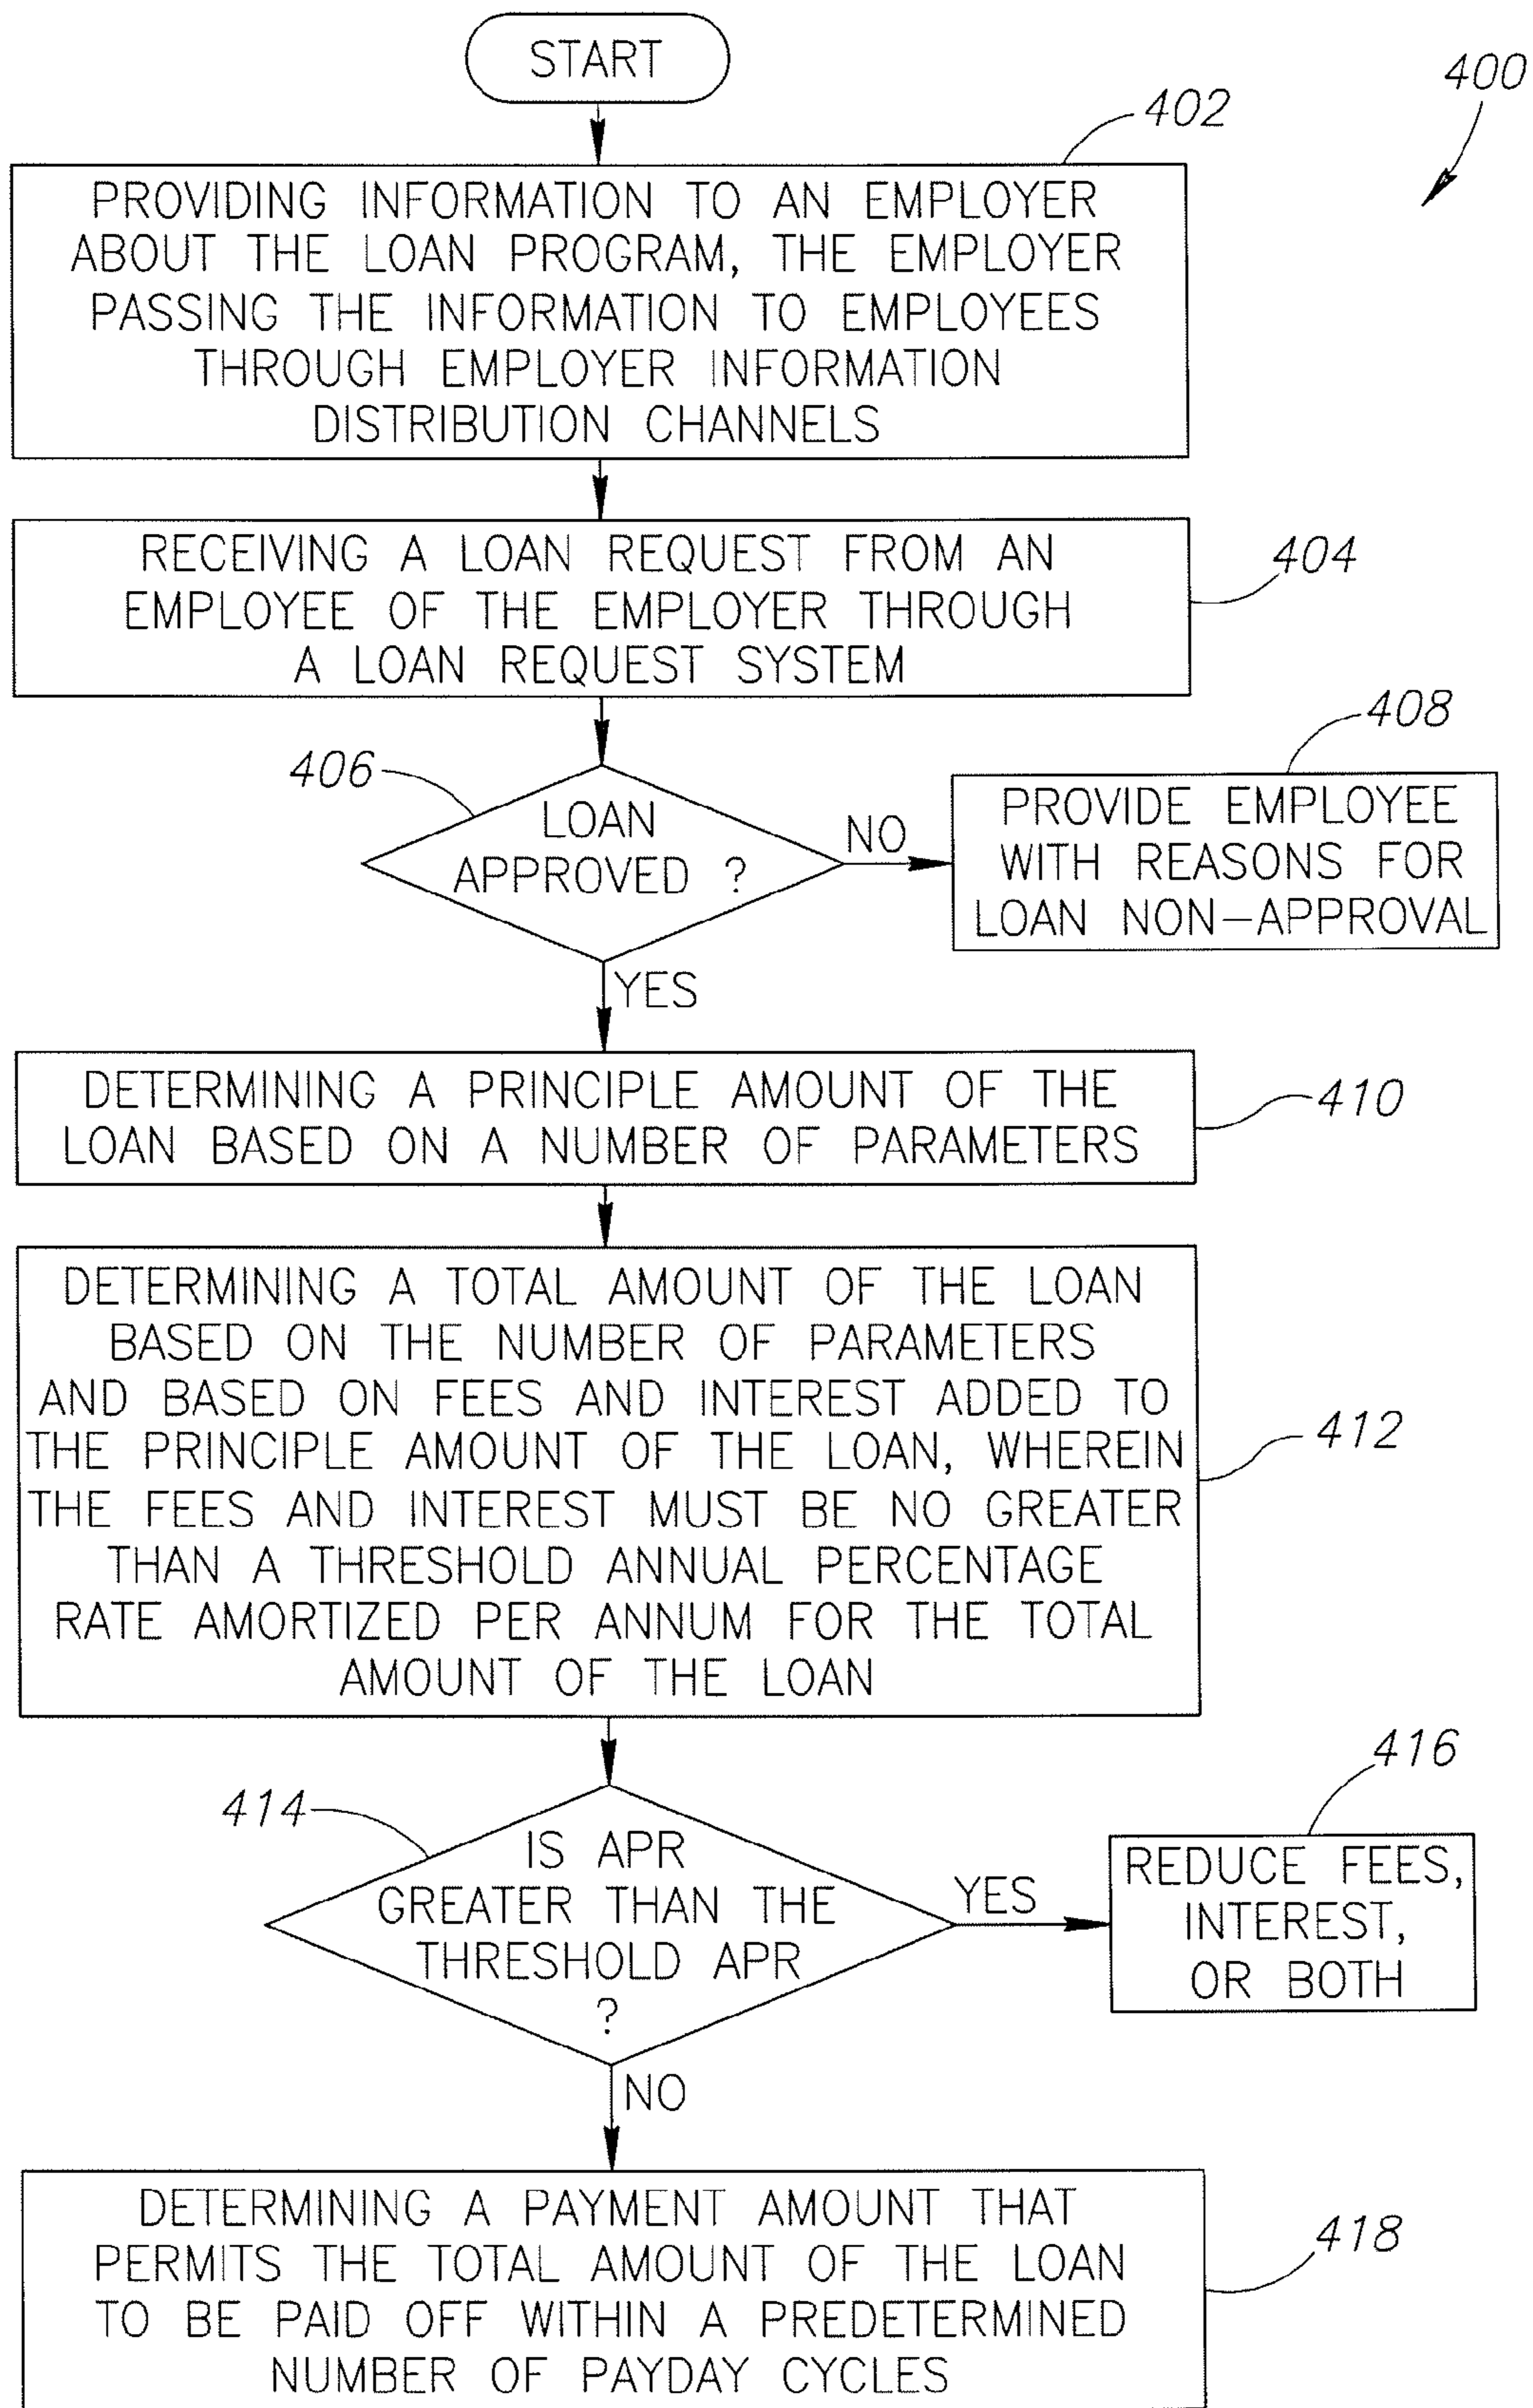 START
400
402
PROVIDING INFORMATION TO AN EMPLOYER
ABOUT THE LOAN PROGRAM, THE EMPLOYER
PASSING THE INFORMATION TO EMPLOYEES
THROUGH EMPLOYER INFORMATION
DISTRIBUTION CHANNELS
RECEIVING A LOAN REQUEST FROM AN
EMPLOYEE OF THE EMPLOYER THROUGH
A LOAN REQUEST SYSTEM
404
406
LOAN
APPROVED ?
NO
408
PROVIDE EMPLOYEE
WITH REASONS FOR
LOAN NON-APPROVAL
YES
DETERMINING A PRINCIPLE AMOUNT OF THE
LOAN BASED ON A NUMBER OF PARAMETERS
410
DETERMINING A TOTAL AMOUNT OF THE LOAN
BASED ON THE NUMBER OF PARAMETERS
AND BASED ON FEES AND INTEREST ADDED TO
THE PRINCIPLE AMOUNT OF THE LOAN, WHEREIN
THE FEES AND INTEREST MUST BE NO GREATER
THAN A THRESHOLD ANNUAL PERCENTAGE
RATE AMORTIZED PER ANNUM FOR THE TOTAL
AMOUNT OF THE LOAN
412
414
IS APR
GREATER THAN THE
THRESHOLD APR
?
YES
416
REDUCE FEES,
INTEREST,
OR BOTH
NO
DETERMINING A PAYMENT AMOUNT THAT
PERMITS THE TOTAL AMOUNT OF THE LOAN
TO BE PAID OFF WITHIN A PREDETERMINED
NUMBER OF PAYDAY CYCLES
418